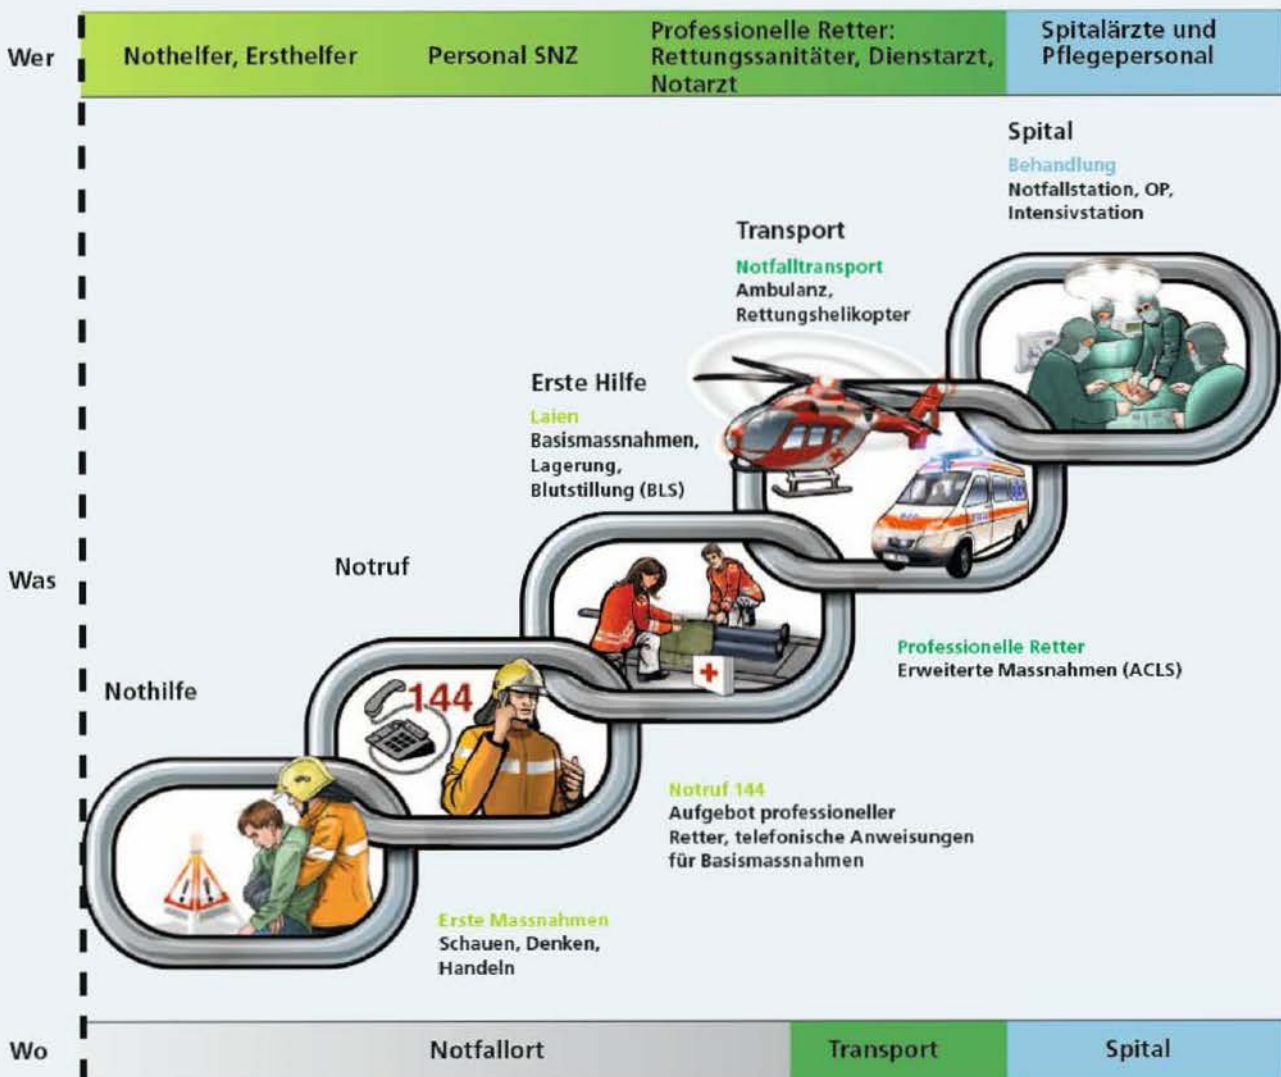 Wer
Nothelfer, Ersthelfer
Personal SNZ
Professionelle Retter:
Rettungssanitäter, Dienstarzt,
Notarzt
Spitalärzte und
Pflegepersonal
Spital
Behandlung
Notfallstation, OP,
Intensivstation
Transport
Notfalltransport
Ambulanz,
Rettungshelikopter
Erste Hilfe
Laien
Basismassnahmen,
Lagerung,
Blutstillung (BLS)
Was
Notruf
144
Professionelle Retter
Erweiterte Massnahmen (ACLS)
Nothilfe
Notruf 144
Aufgebot professioneller
Retter, telefonische Anweisungen
für Basismassnahmen
Erste Massnahmen
Schauen, Denken,
Handeln
Wo
Notfallort
Transport
Spital